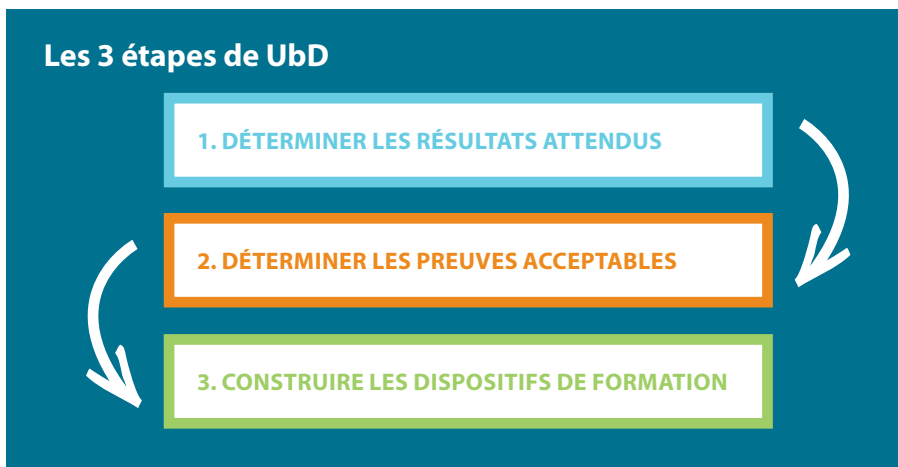 Les 3 étapes de UbD
1. DÉTERMINER LES RÉSULTATS ATTENDUS
2. DÉTERMINER LES PREUVES ACCEPTABLES
3. CONSTRUIRE LES DISPOSITIFS DE FORMATION